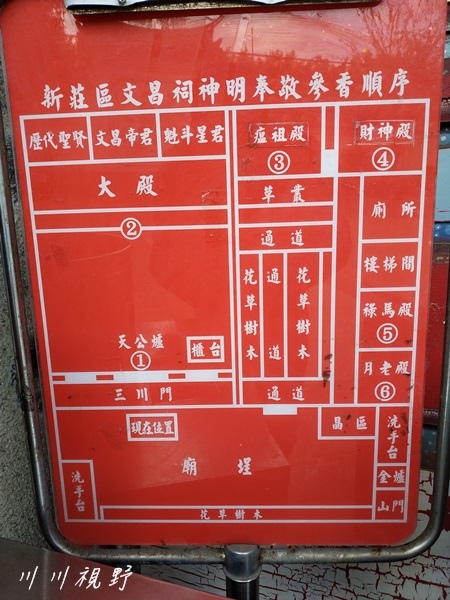 新莊區文昌祠神明奉敬參香順序
歷代聖賢 文昌帝君 魁斗星君 瘟祖殿 財神殿
③ ④
大殿 草叢 廁所
② 通道
花草樹木 通道 花草樹木 樓梯間
天公爐 櫃台 祿馬殿
① ⑤
三川門 通道 月老殿
⑥
現在位置 晶區 洗手台
廟埕
洗手台 金爐
花草樹木 山門
川川視野